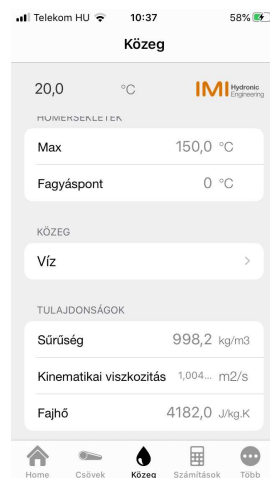 Telekom HU 10:37 58%
Közeg
20,0 °C IMI Hydronic Engineering
HŐMÉRSÉKLETEK
Max 150,0 °C
Fagyáspont 0 °C
KÖZEG
Víz
TULAJDONSÁGOK
Sűrűség 998,2 kg/m3
Kinematikai viszkozitás 1,004... m2/s
Fajhő 4182,0 J/kg.K
Home Csövek Közeg Számítások Több